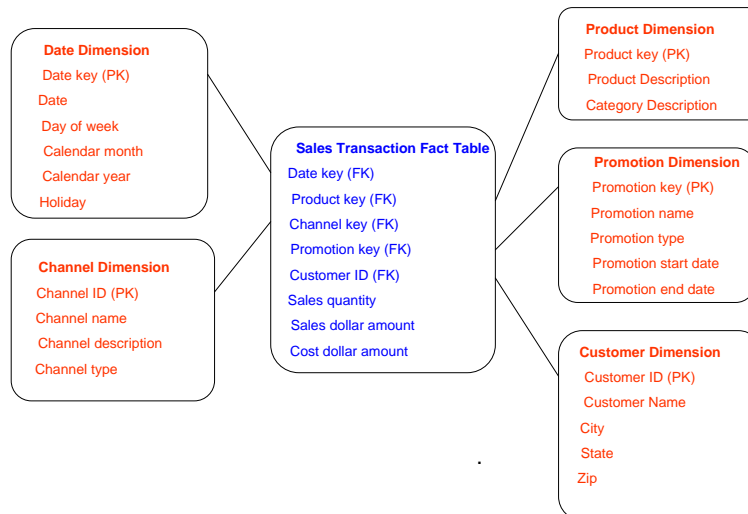 Date Dimension
Date key (PK)
Date
Day of week
Calendar month
Calendar year
Holiday
Channel Dimension
Channel ID (PK)
Channel name
Channel description
Channel type
Sales Transaction Fact Table
Date key (FK)
Product key (FK)
Channel key (FK)
Promotion key (FK)
Customer ID (FK)
Sales quantity
Sales dollar amount
Cost dollar amount
Product Dimension
Product key (PK)
Product Description
Category Description
Promotion Dimension
Promotion key (PK)
Promotion name
Promotion type
Promotion start date
Promotion end date
Customer Dimension
Customer ID (PK)
Customer Name
City
State
Zip
.